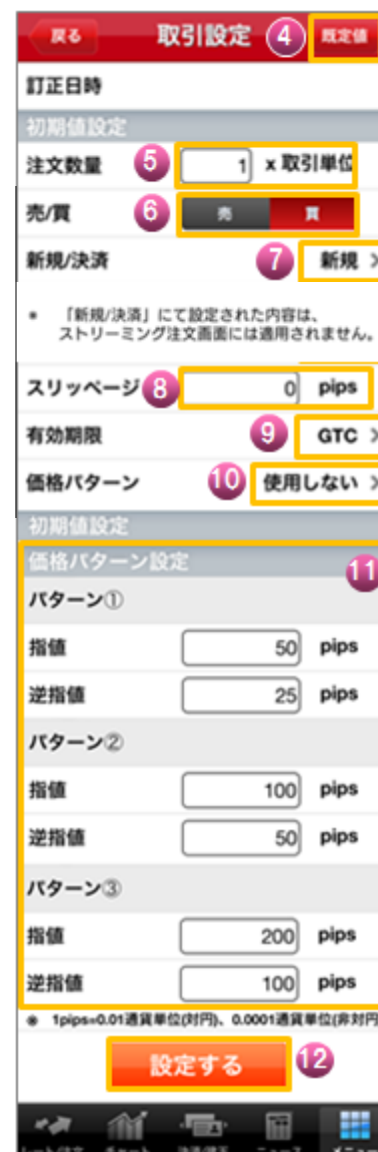 戻る 取引設定 4 既定値
訂正日時
初期値設定
注文数量 5 1 x 取引単位
売/買 6 売 買
新規/決済 7 新規 >
* 「新規/決済」にて設定された内容は、
ストリーミング注文画面には適用されません。
スリッページ 8 0 pips
有効期限 9 GTC >
価格パターン 10 使用しない >
初期値設定
価格パターン設定 11
パターン①
指値 50 pips
逆指値 25 pips
パターン②
指値 100 pips
逆指値 50 pips
パターン③
指値 200 pips
逆指値 100 pips
※ 1pips=0.01通貨単位(対円)、0.0001通貨単位(非対円
設定する 12